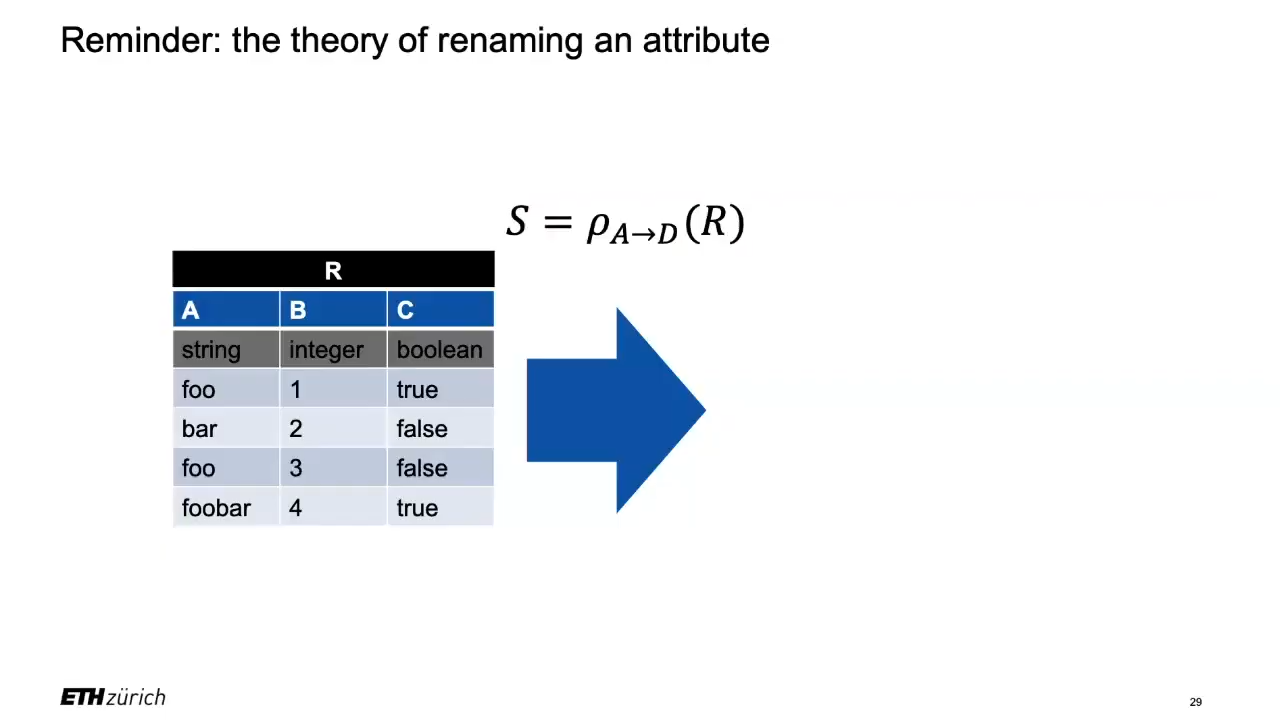 Reminder: the theory of renaming an attribute
S = ρ_{A→D}(R)
R
A B C
string integer boolean
foo 1 true
bar 2 false
foo 3 false
foobar 4 true
ETH zürich
29